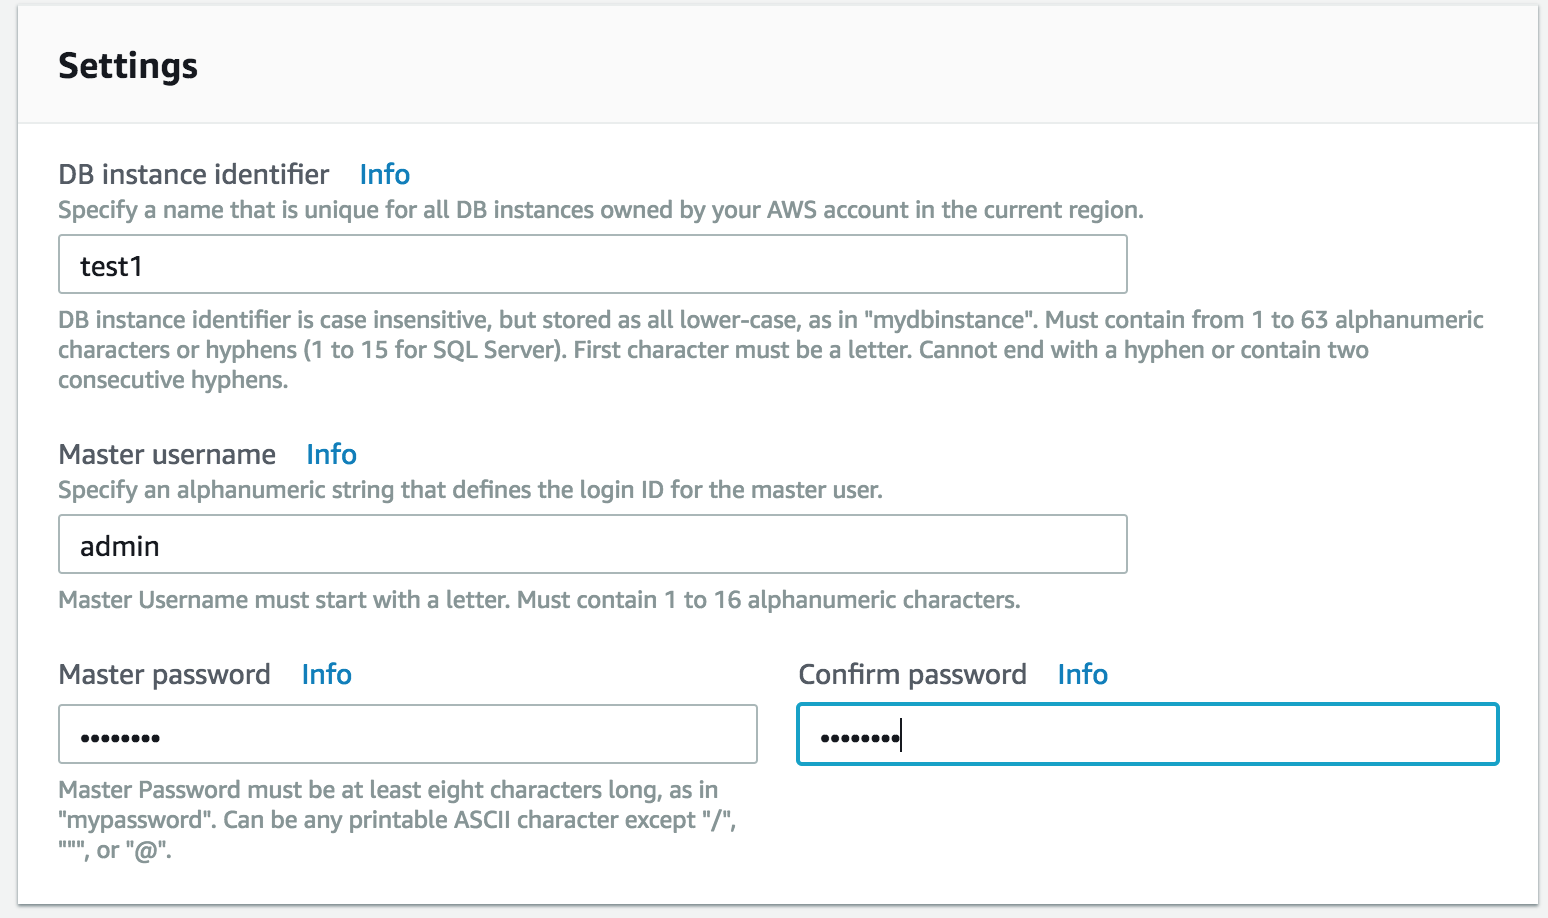 Settings
DB instance identifier Info
Specify a name that is unique for all DB instances owned by your AWS account in the current region.
test1
DB instance identifier is case insensitive, but stored as all lower-case, as in "mydbinstance". Must contain from 1 to 63 alphanumeric
characters or hyphens (1 to 15 for SQL Server). First character must be a letter. Cannot end with a hyphen or contain two
consecutive hyphens.
Master username Info
Specify an alphanumeric string that defines the login ID for the master user.
admin
Master Username must start with a letter. Must contain 1 to 16 alphanumeric characters.
Master password Info
••••••••
Master Password must be at least eight characters long, as in
"mypassword". Can be any printable ASCII character except "/",
""", or "@".
Confirm password Info
••••••••